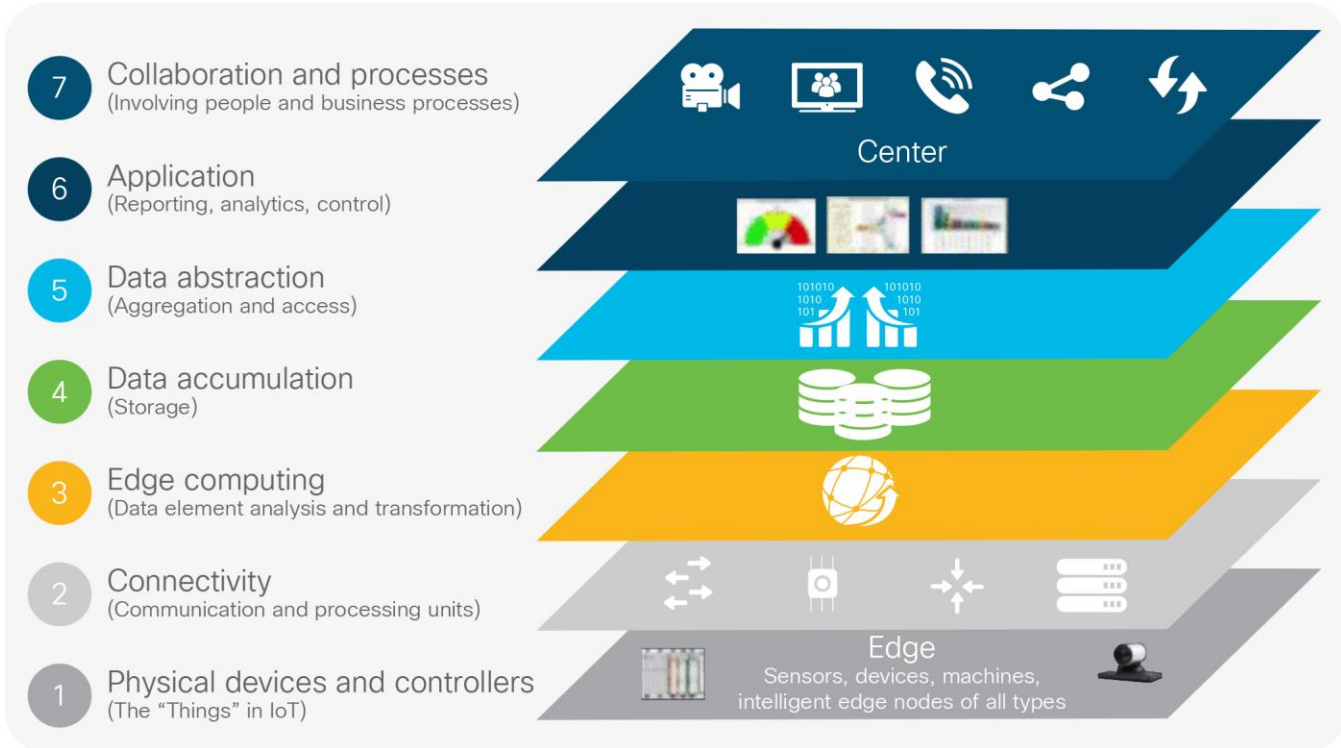 7
Collaboration and processes
(Involving people and business processes)
Center
6
Application
(Reporting, analytics, control)
5
Data abstraction
(Aggregation and access)
101010
1010
101
101010
1010
101
4
Data accumulation
(Storage)
3
Edge computing
(Data element analysis and transformation)
2
Connectivity
(Communication and processing units)
1
Physical devices and controllers
(The “Things” in IoT)
Edge
Sensors, devices, machines,
intelligent edge nodes of all types